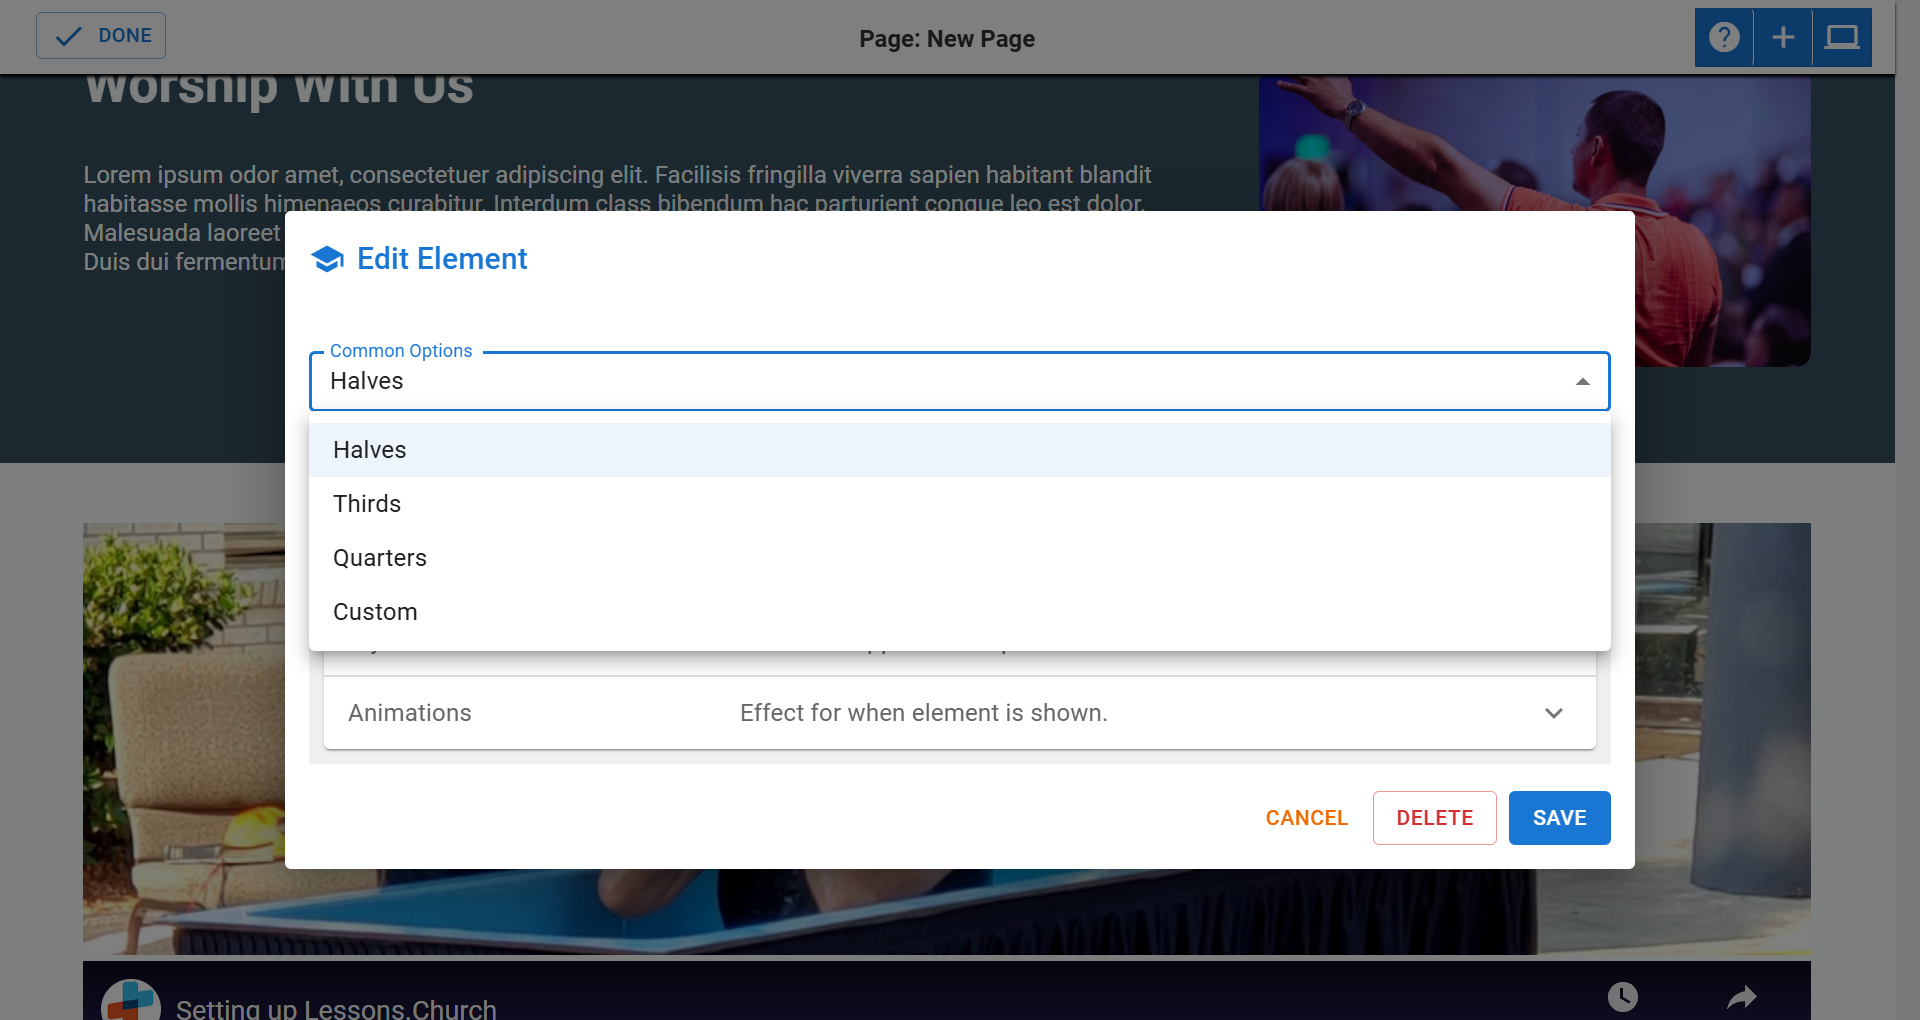 DONE
Page: New Page
Worship With Us
Lorem ipsum odor amet, consectetuer adipiscing elit. Facilisis fringilla viverra sapien habitant blandit
habitasse mollis himenaeos curabitur. Interdum class bibendum hac parturient congue leo est dolor.
Malesuada laoreet
Duis dui fermentum
Edit Element
Common Options
Halves
Halves
Thirds
Quarters
Custom
Animations Effect for when element is shown.
CANCEL DELETE SAVE
Setting up Lessons.Church